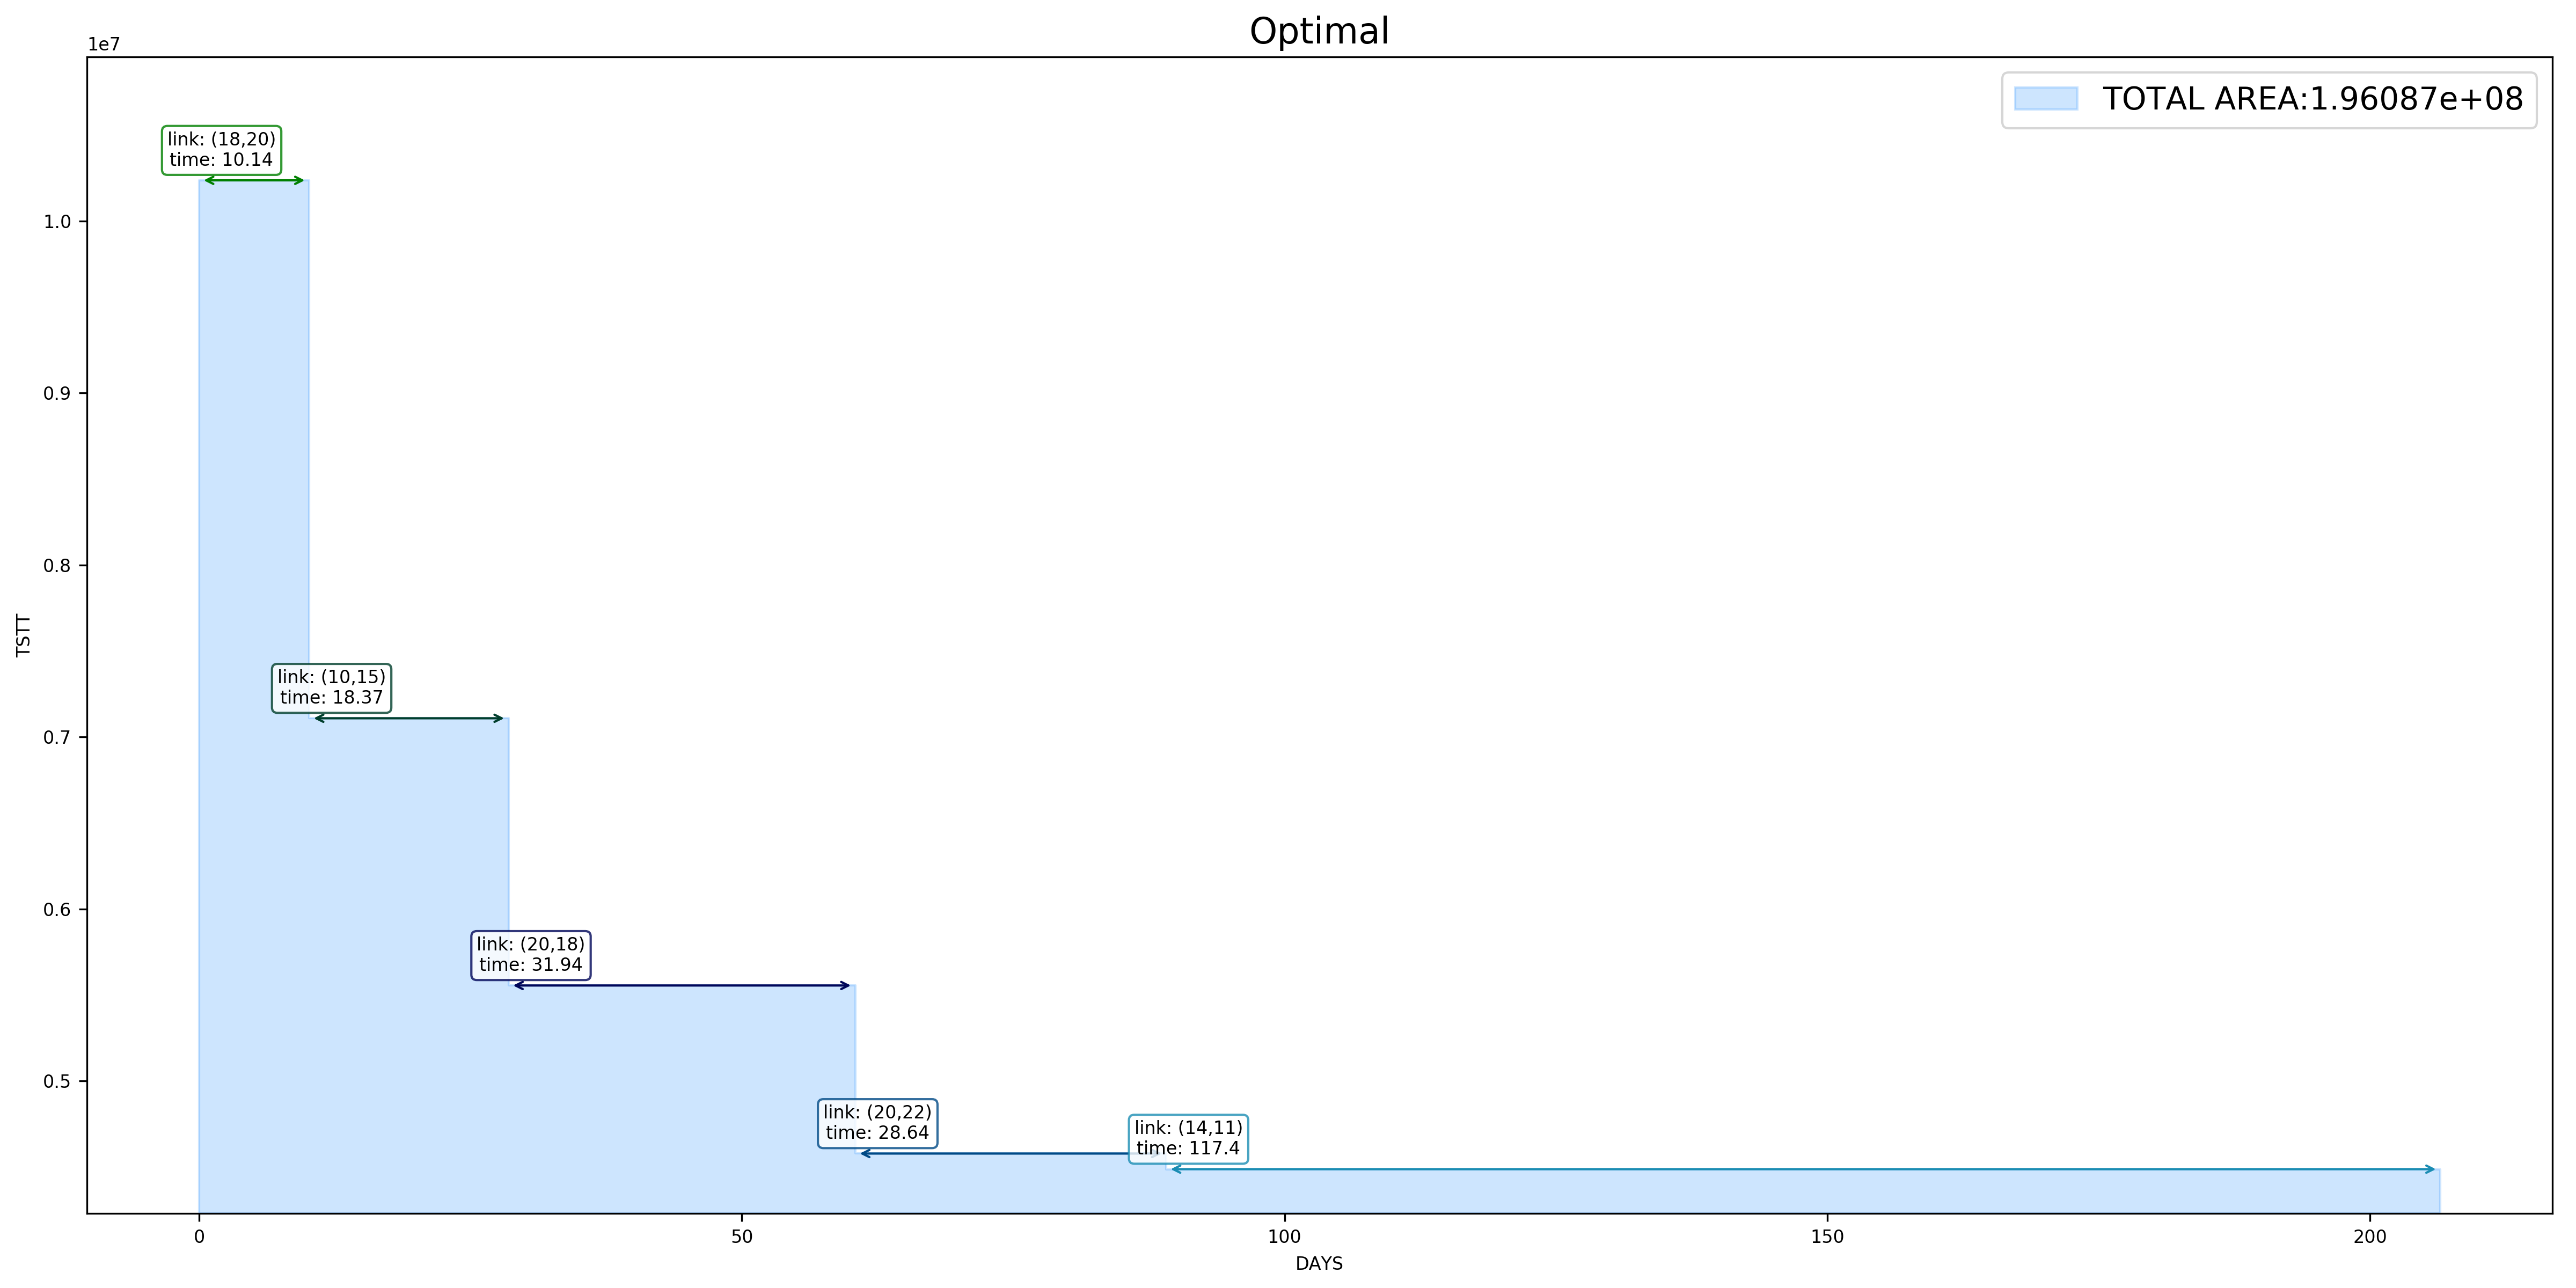 Optimal
1e7
TOTAL AREA:1.96087e+08
link: (18,20)
time: 10.14
1.0
0.9
0.8
0.7
0.6
0.5
TSTT
link: (10,15)
time: 18.37
link: (20,18)
time: 31.94
link: (20,22)
time: 28.64
link: (14,11)
time: 117.4
0 50 100 150 200
DAYS